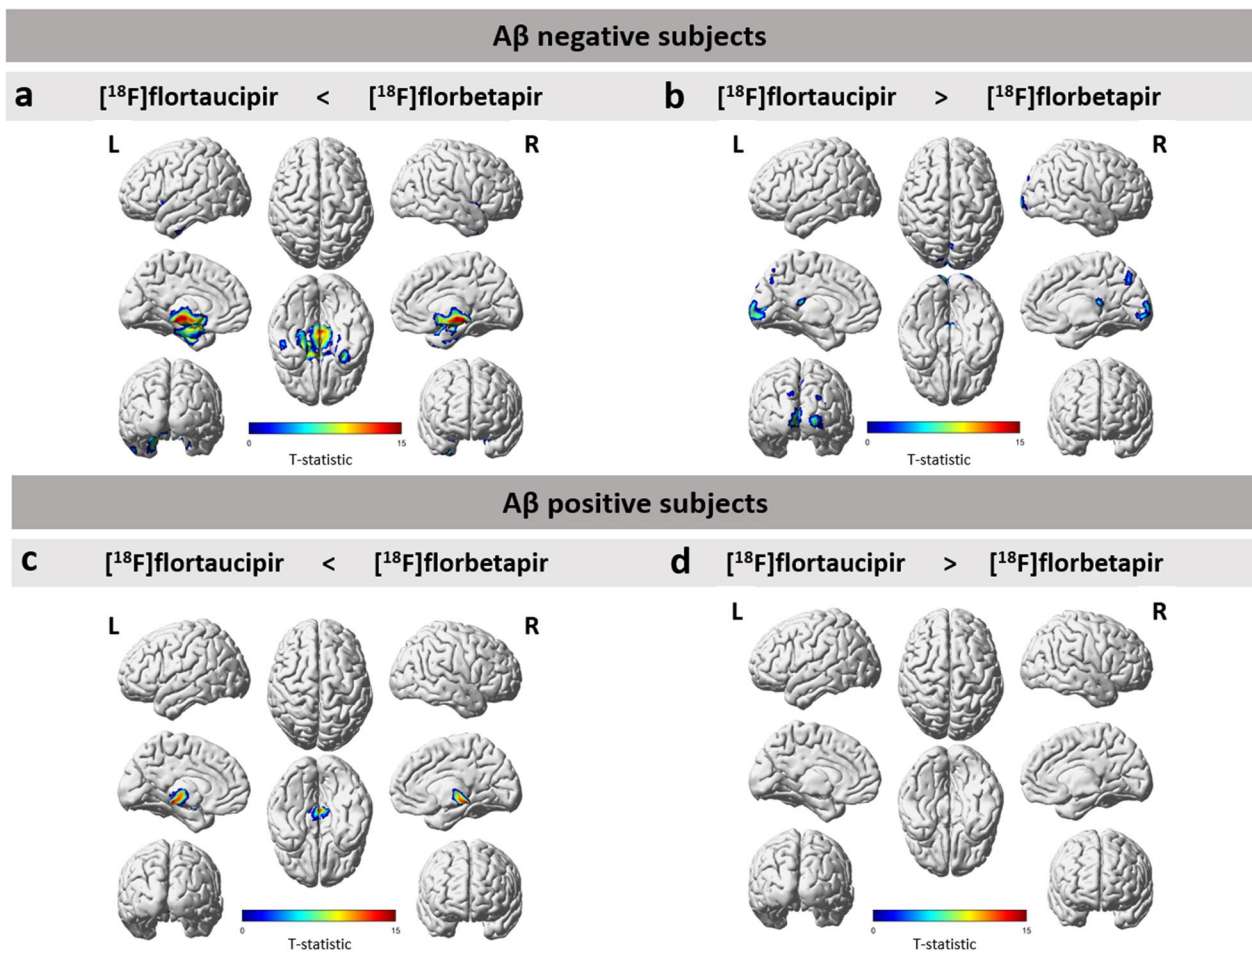 Aβ negative subjects
a [¹⁸F]flortaucipir < [¹⁸F]florbetapir
b [¹⁸F]flortaucipir > [¹⁸F]florbetapir
L R
L R
0 15
T-statistic
0 15
T-statistic
Aβ positive subjects
c [¹⁸F]flortaucipir < [¹⁸F]florbetapir
d [¹⁸F]flortaucipir > [¹⁸F]florbetapir
L R
L R
0 15
T-statistic
0 15
T-statistic